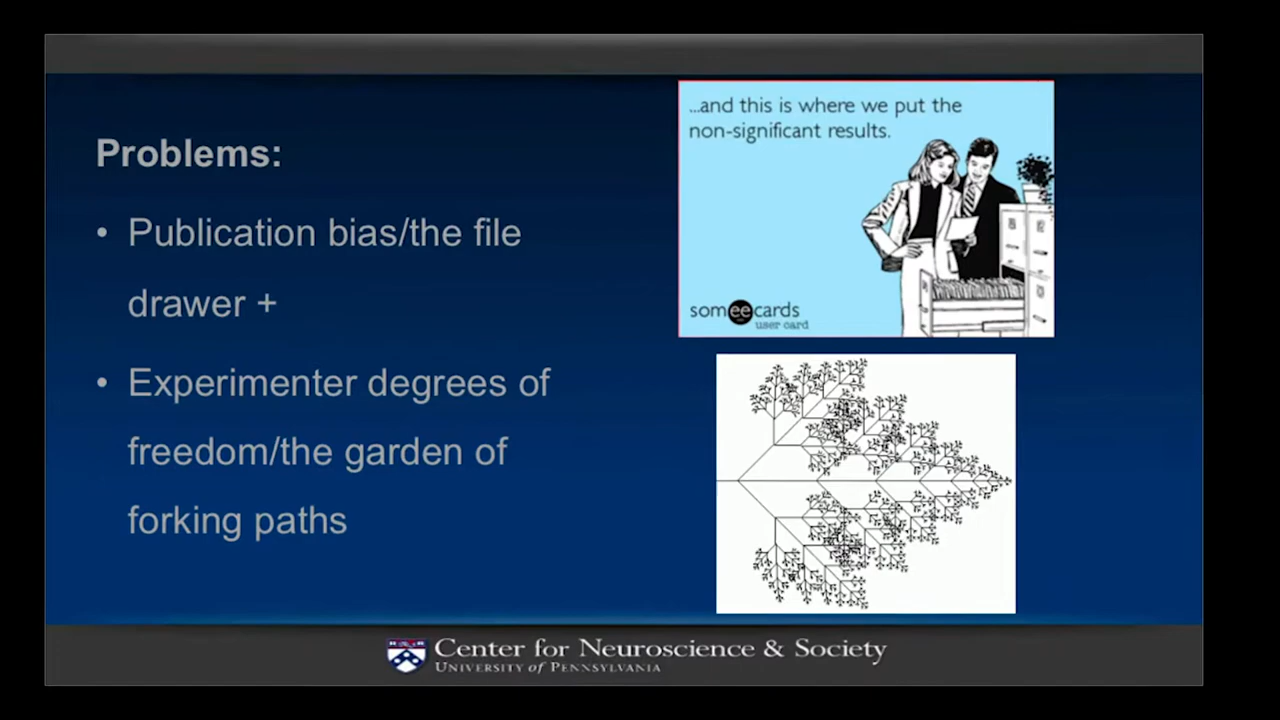 Problems:
• Publication bias/the file
drawer +
• Experimenter degrees of
freedom/the garden of
forking paths
...and this is where we put the
non-significant results.
someecards
user card
Center for Neuroscience & Society
UNIVERSITY of PENNSYLVANIA